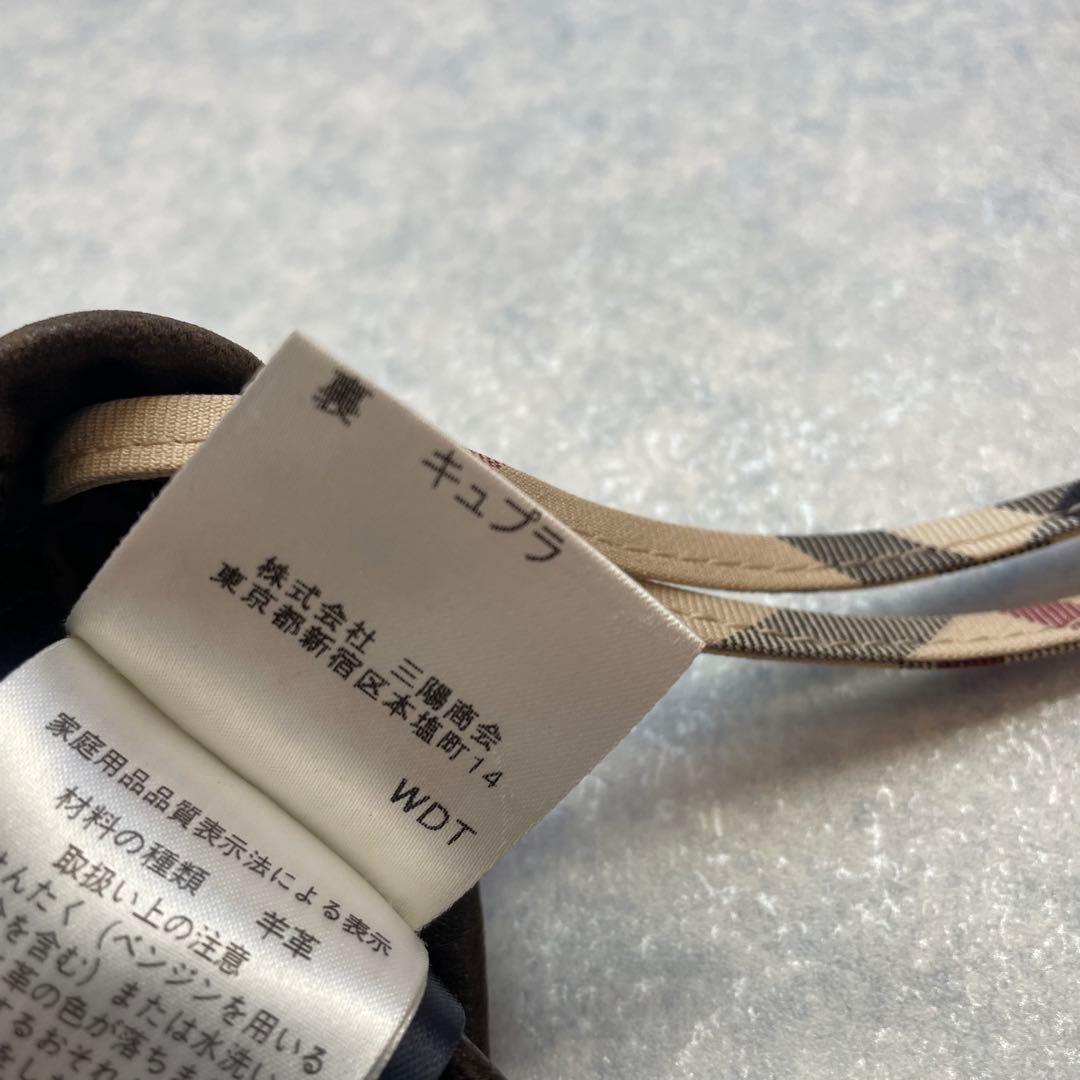 裏
キュプラ
株式会社 三陽商会
東京都新宿区本塩町14
WDT
家庭用品品質表示法による表示
材料の種類 羊革
取扱い上の注意
んたく(ベンジンを用いる
を含む)または水洗い
革の色が落ちま
するおそれ
をし